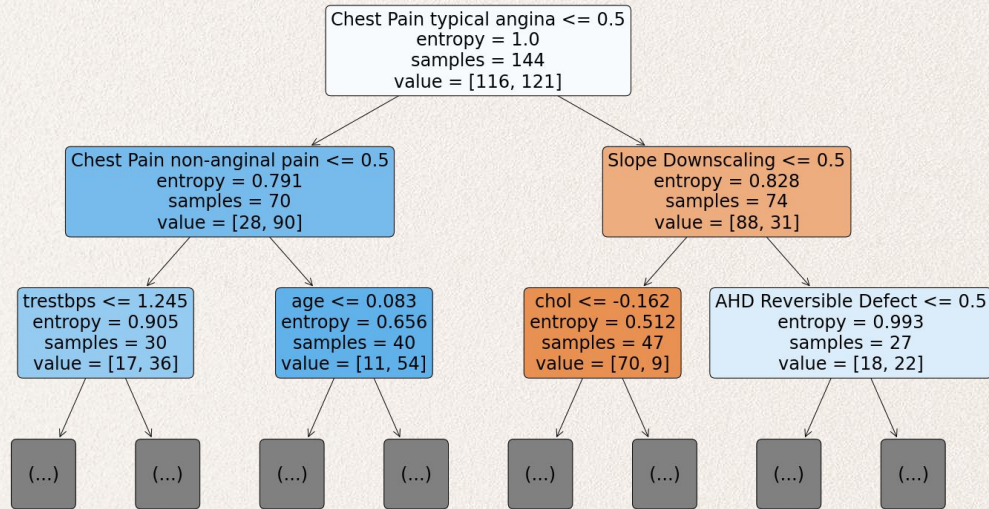 Chest Pain typical angina <= 0.5
entropy = 1.0
samples = 144
value = [116, 121]
Chest Pain non-anginal pain <= 0.5
entropy = 0.791
samples = 70
value = [28, 90]
Slope Downscaling <= 0.5
entropy = 0.828
samples = 74
value = [88, 31]
trestbps <= 1.245
entropy = 0.905
samples = 30
value = [17, 36]
age <= 0.083
entropy = 0.656
samples = 40
value = [11, 54]
chol <= -0.162
entropy = 0.512
samples = 47
value = [70, 9]
AHD Reversible Defect <= 0.5
entropy = 0.993
samples = 27
value = [18, 22]
(...)
(...)
(...)
(...)
(...)
(...)
(...)
(...)